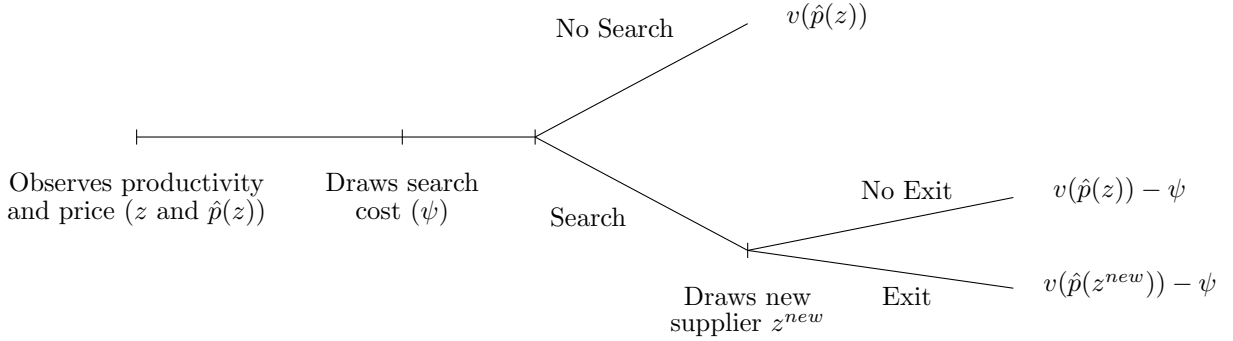 No Search
v(p̂(z))
Observes productivity
and price (z and p̂(z))
Draws search
cost (ψ)
Search
No Exit
v(p̂(z)) − ψ
Exit
v(p̂(z^{new})) − ψ
Draws new
supplier z^{new}